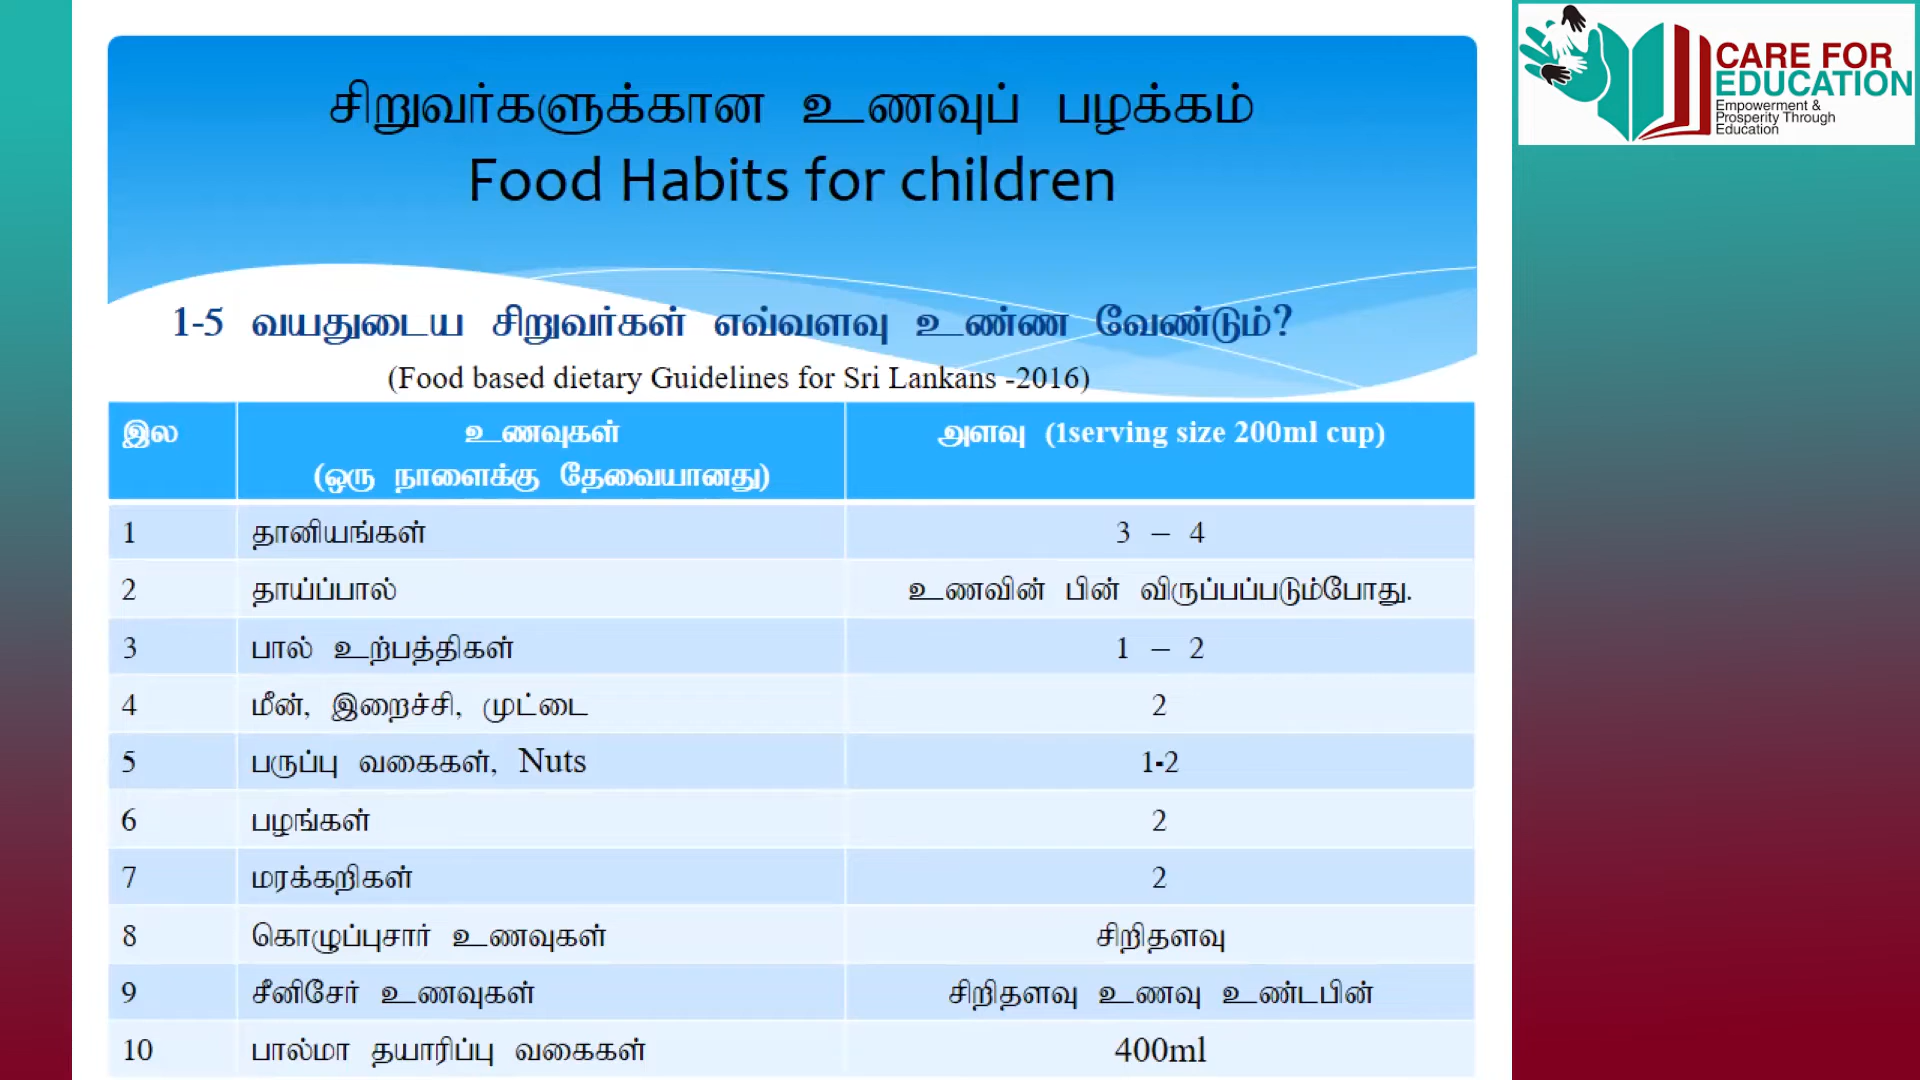 சிறுவர்களுக்கான உணவுப் பழக்கம்
Food Habits for children
CARE FOR
EDUCATION
Empowerment &
Prosperity Through
Education
1-5 வயதுடைய சிறுவர்கள் எவ்வளவு உண்ண வேண்டும்?
(Food based dietary Guidelines for Sri Lankans -2016)
இல உணவுகள் அளவு (1serving size 200ml cup)
(ஒரு நாளைக்கு தேவையானது)
1 தானியங்கள் 3 – 4
2 தாய்ப்பால் உணவின் பின் விருப்பப்படும்போது.
3 பால் உற்பத்திகள் 1 – 2
4 மீன், இறைச்சி, முட்டை 2
5 பருப்பு வகைகள், Nuts 1-2
6 பழங்கள் 2
7 மரக்கறிகள் 2
8 கொழுப்புசார் உணவுகள் சிறிதளவு
9 சீனிசேர் உணவுகள் சிறிதளவு உணவு உண்டபின்
10 பால்மா தயாரிப்பு வகைகள் 400ml